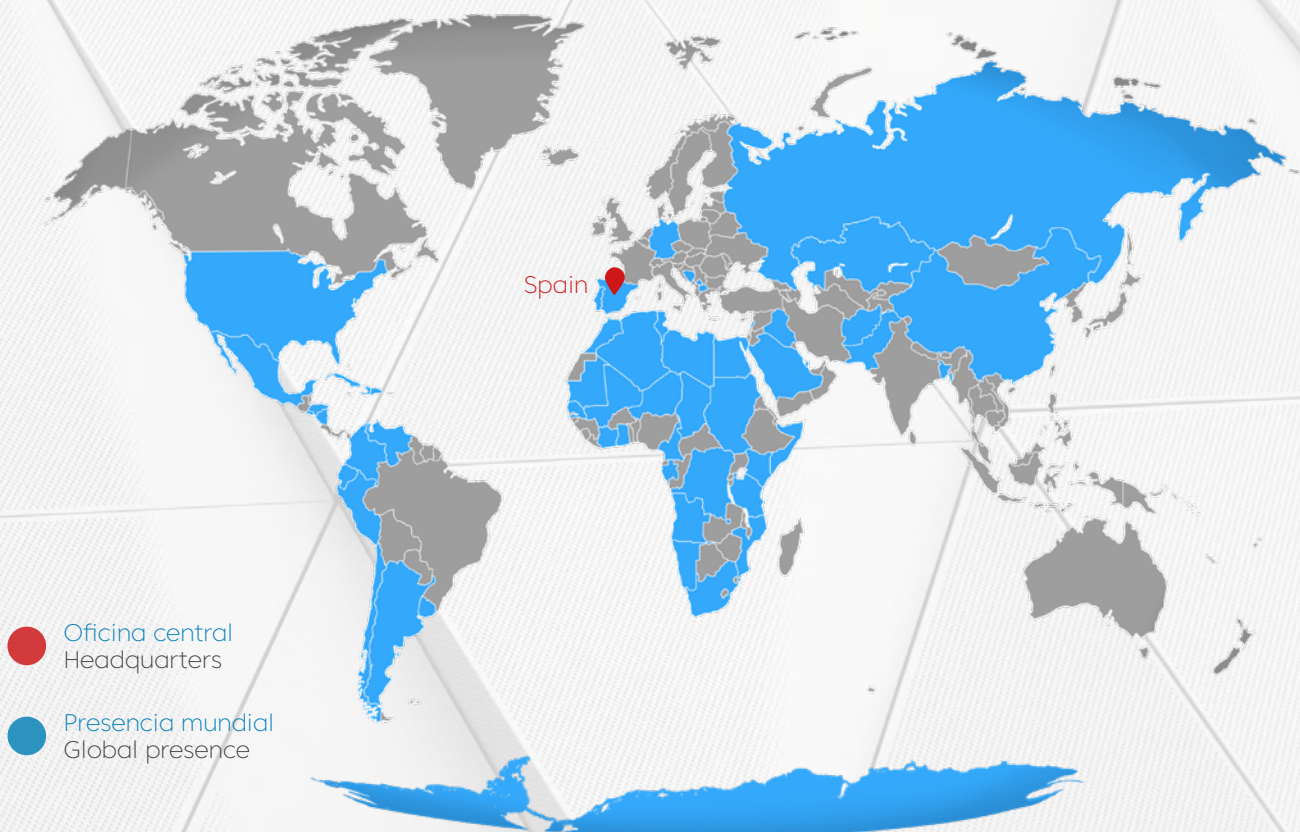 Spain
Oficina central
Headquarters
Presencia mundial
Global presence